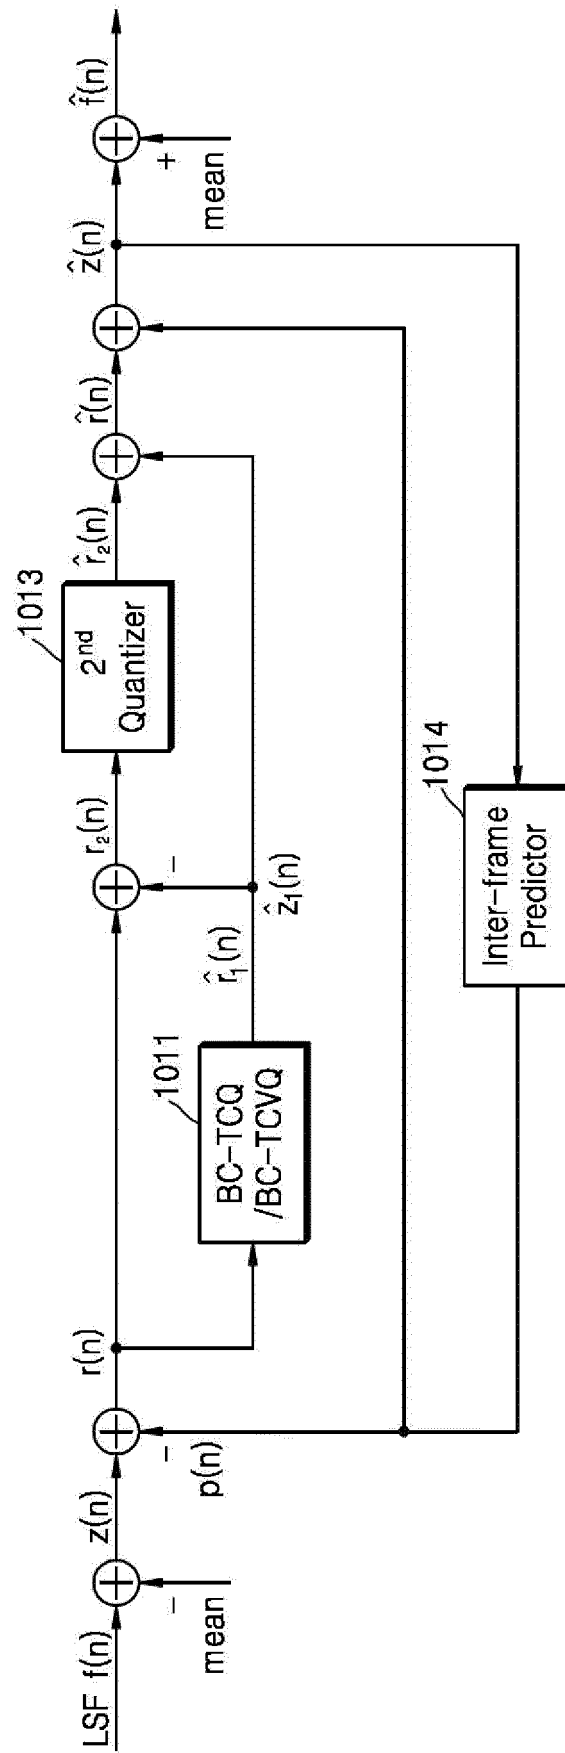 LSF f(n)
mean
−
z(n)
−
p(n)
r(n)
1011
BC−TCQ
/BC−TCVQ
r̂₁(n)
ẑ₁(n)
−
r₂(n)
1013
2nd
Quantizer
r̂₂(n)
r̂(n)
ẑ(n)
+
mean
f̂(n)
1014
Inter−frame
Predictor